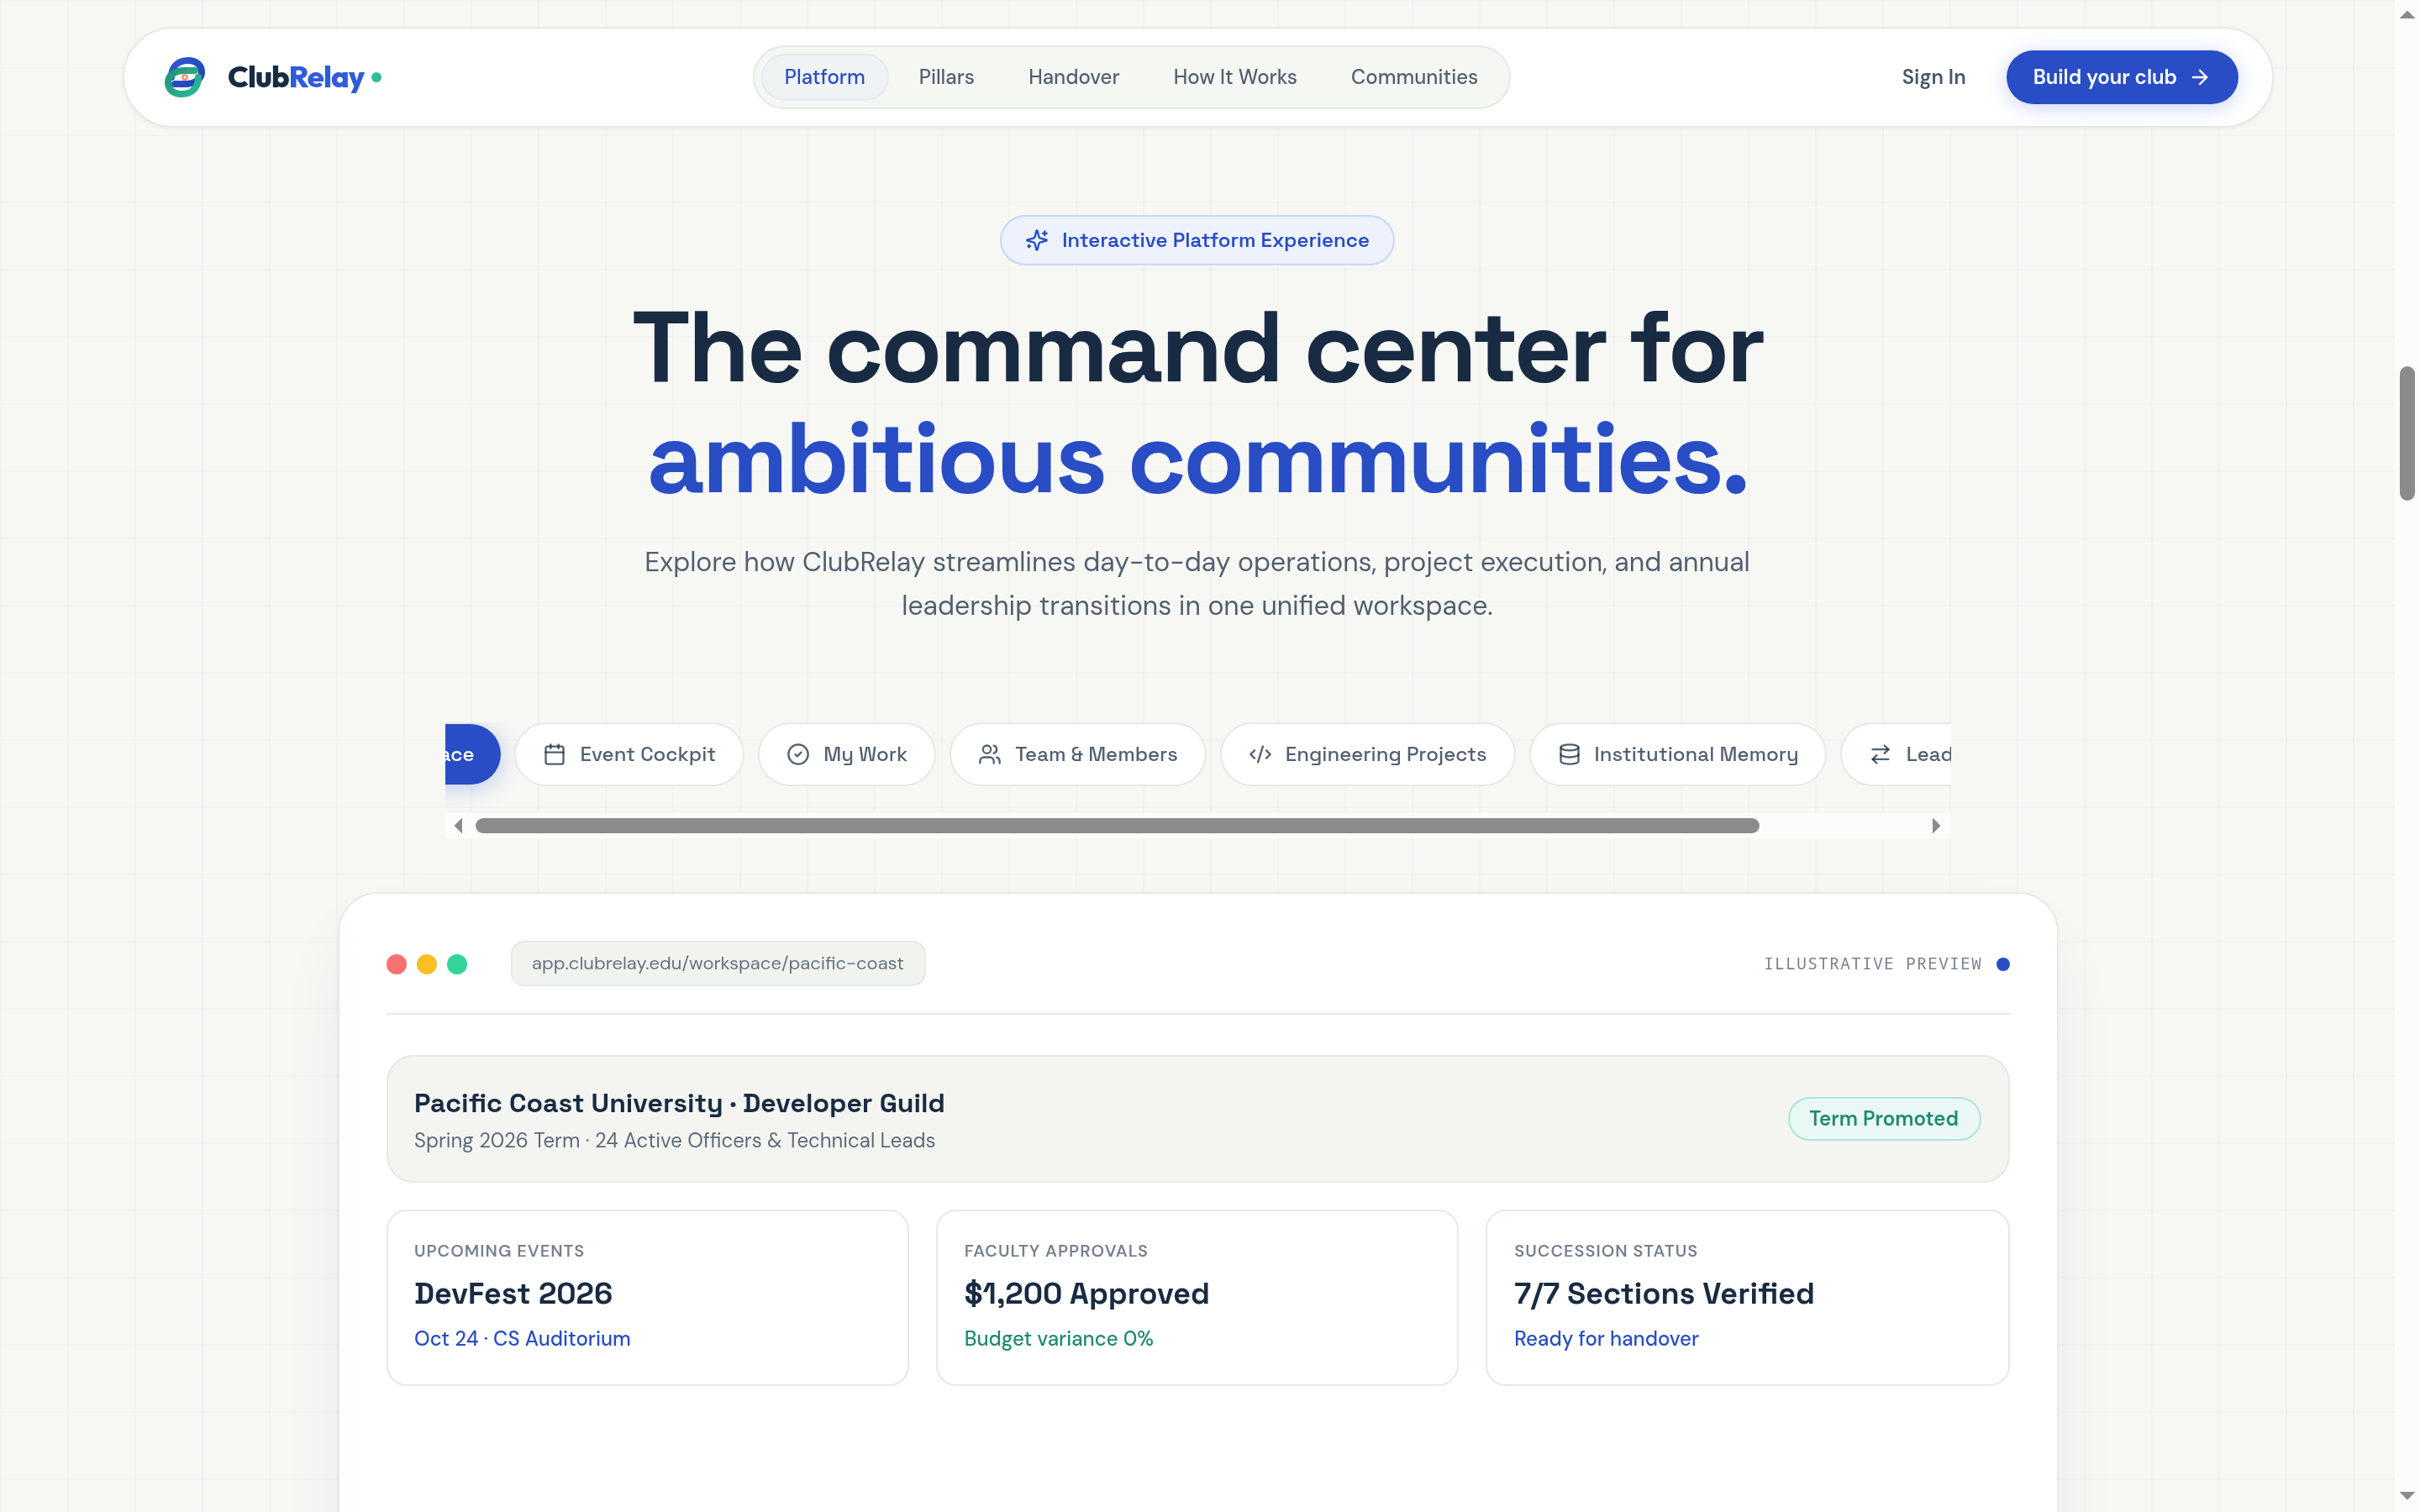 ClubRelay
Platform
Pillars
Handover
How It Works
Communities
Sign In
Build your club
Interactive Platform Experience
The command center for
ambitious communities.
Explore how ClubRelay streamlines day-to-day operations, project execution, and annual
leadership transitions in one unified workspace.
ace
Event Cockpit
My Work
Team & Members
Engineering Projects
Institutional Memory
Lead
app.clubrelay.edu/workspace/pacific-coast
ILLUSTRATIVE PREVIEW
Pacific Coast University · Developer Guild
Spring 2026 Term · 24 Active Officers & Technical Leads
Term Promoted
UPCOMING EVENTS
DevFest 2026
Oct 24 · CS Auditorium
FACULTY APPROVALS
$1,200 Approved
Budget variance 0%
SUCCESSION STATUS
7/7 Sections Verified
Ready for handover